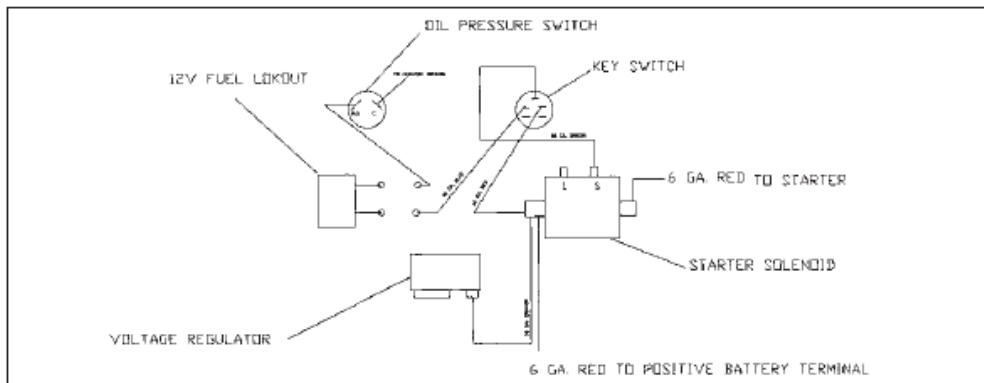 OIL PRESSURE SWITCH
KEY SWITCH
12V FUEL LOKOUT
NO C
L S
6 GA. RED TO STARTER
STARTER SOLENOID
VOLTAGE REGULATOR
6 GA. RED TO POSITIVE BATTERY TERMINAL